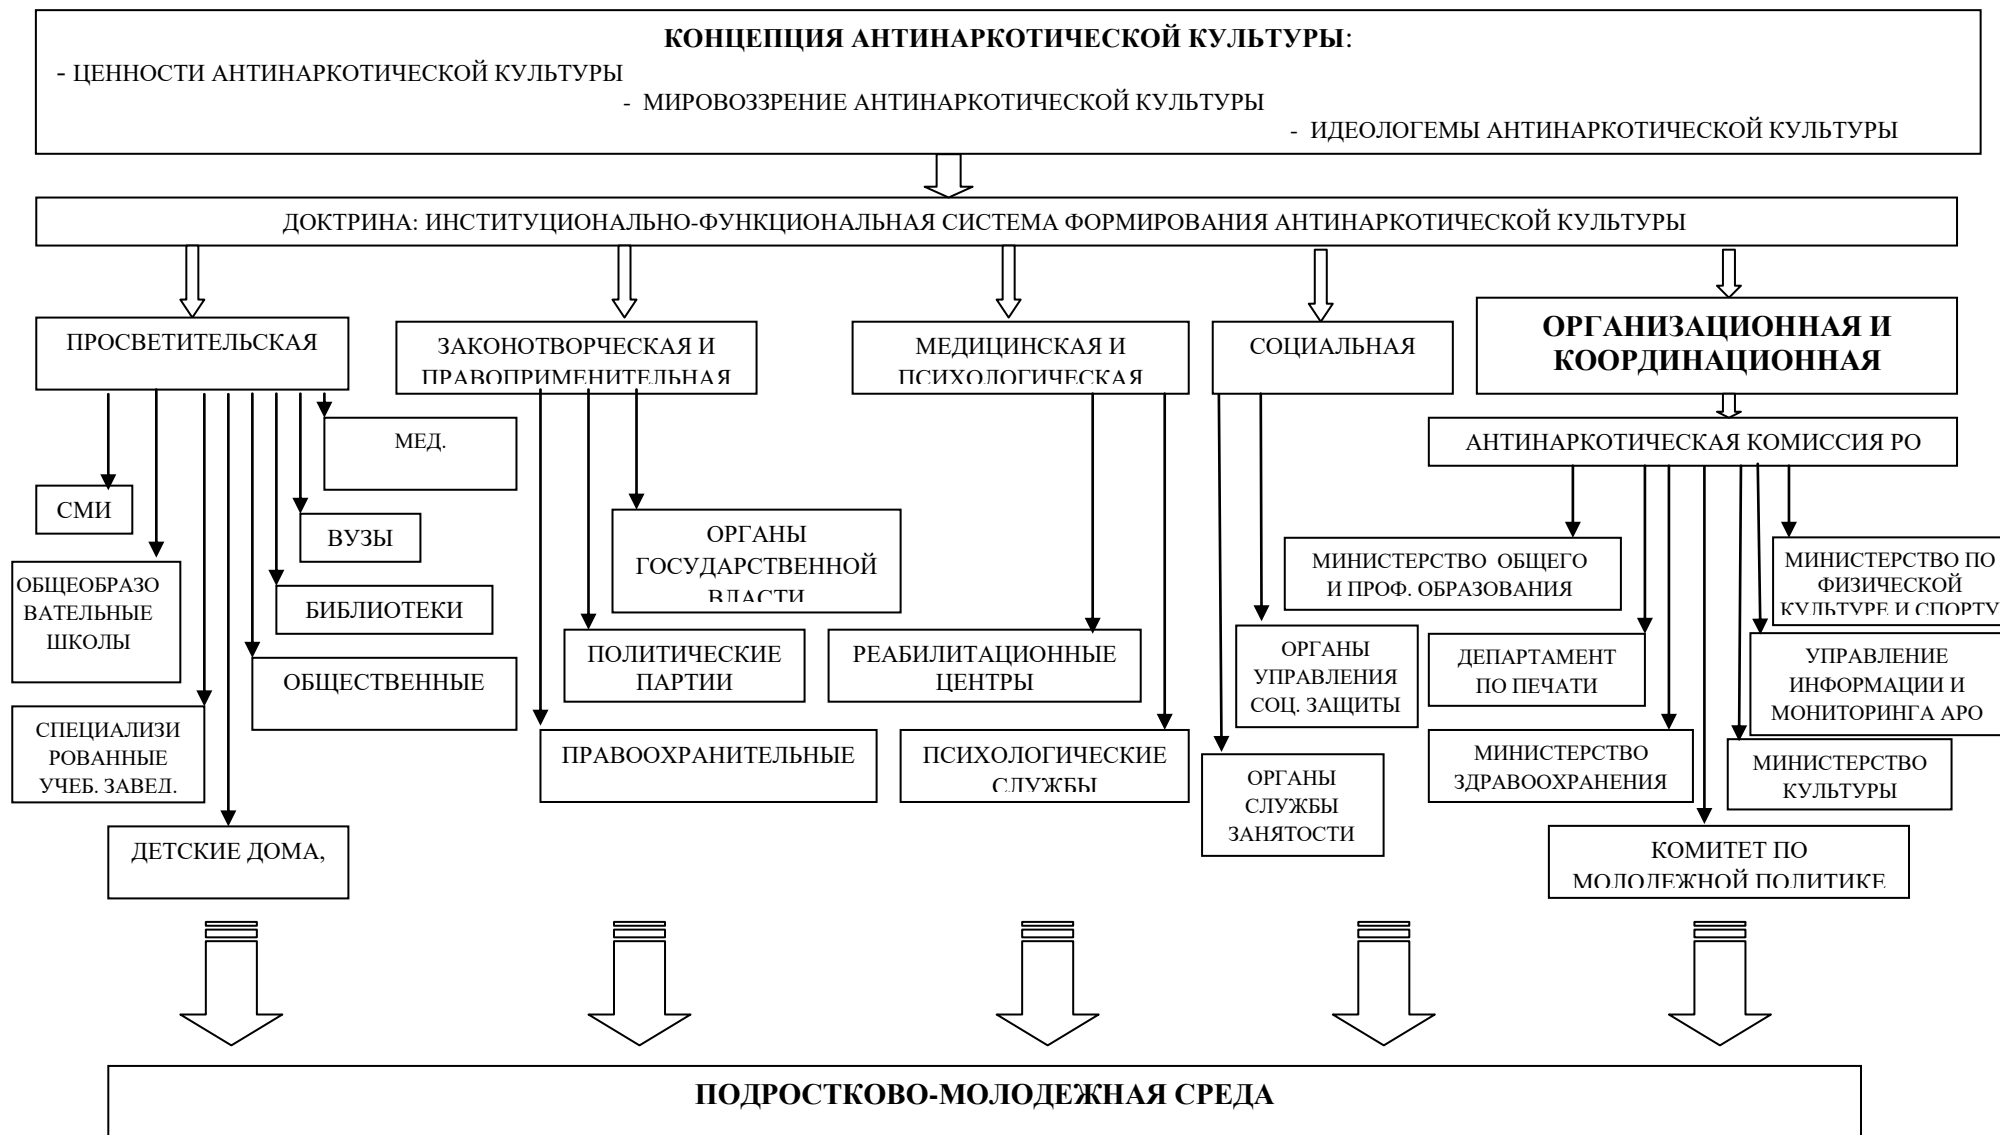 КОНЦЕПЦИЯ АНТИНАРКОТИЧЕСКОЙ КУЛЬТУРЫ:
- ЦЕННОСТИ АНТИНАРКОТИЧЕСКОЙ КУЛЬТУРЫ
- МИРОВОЗЗРЕНИЕ АНТИНАРКОТИЧЕСКОЙ КУЛЬТУРЫ
- ИДЕОЛОГЕМЫ АНТИНАРКОТИЧЕСКОЙ КУЛЬТУРЫ
ДОКТРИНА: ИНСТИТУЦИОНАЛЬНО-ФУНКЦИОНАЛЬНАЯ СИСТЕМА ФОРМИРОВАНИЯ АНТИНАРКОТИЧЕСКОЙ КУЛЬТУРЫ
ПРОСВЕТИТЕЛЬСКАЯ
ЗАКОНОТВОРЧЕСКАЯ И
ПРАВОПРИМЕНИТЕЛЬНАЯ
МЕДИЦИНСКАЯ И
ПСИХОЛОГИЧЕСКАЯ
СОЦИАЛЬНАЯ
ОРГАНИЗАЦИОННАЯ И
КООРДИНАЦИОННАЯ
МЕД.
СМИ
ВУЗЫ
ОБЩЕОБРАЗО
ВАТЕЛЬНЫЕ
ШКОЛЫ
БИБЛИОТЕКИ
ОБЩЕСТВЕННЫЕ
СПЕЦИАЛИЗИ
РОВАННЫЕ
УЧЕБ. ЗАВЕД.
ДЕТСКИЕ ДОМА,
ОРГАНЫ
ГОСУДАРСТВЕННОЙ
ВЛАСТИ
ПОЛИТИЧЕСКИЕ
ПАРТИИ
ПРАВООХРАНИТЕЛЬНЫЕ
РЕАБИЛИТАЦИОННЫЕ
ЦЕНТРЫ
ПСИХОЛОГИЧЕСКИЕ
СЛУЖБЫ
ОРГАНЫ
УПРАВЛЕНИЯ
СОЦ. ЗАЩИТЫ
ОРГАНЫ
СЛУЖБЫ
ЗАНЯТОСТИ
АНТИНАРКОТИЧЕСКАЯ КОМИССИЯ РО
МИНИСТЕРСТВО ОБЩЕГО
И ПРОФ. ОБРАЗОВАНИЯ
МИНИСТЕРСТВО ПО
ФИЗИЧЕСКОЙ
КУЛЬТУРЕ И СПОРТУ
ДЕПАРТАМЕНТ
ПО ПЕЧАТИ
УПРАВЛЕНИЕ
ИНФОРМАЦИИ И
МОНИТОРИНГА АРО
МИНИСТЕРСТВО
ЗДРАВООХРАНЕНИЯ
МИНИСТЕРСТВО
КУЛЬТУРЫ
КОМИТЕТ ПО
МОЛОДЕЖНОЙ ПОЛИТИКЕ
ПОДРОСТКОВО-МОЛОДЕЖНАЯ СРЕДА